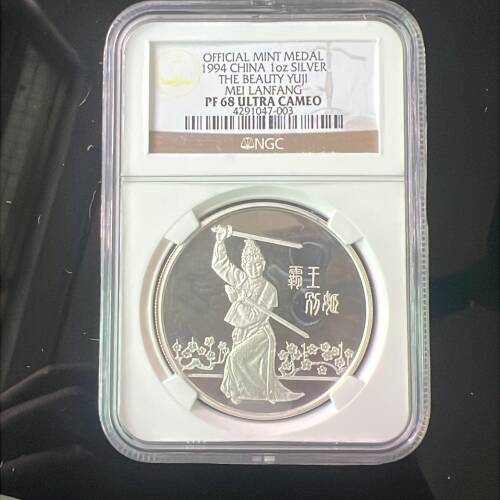 OFFICIAL MINT MEDAL
1994 CHINA 1oz SILVER
THE BEAUTY YUJI
MEI LANFANG
PF 68 ULTRA CAMEO
4291047-003
NGC
霸王
别姬